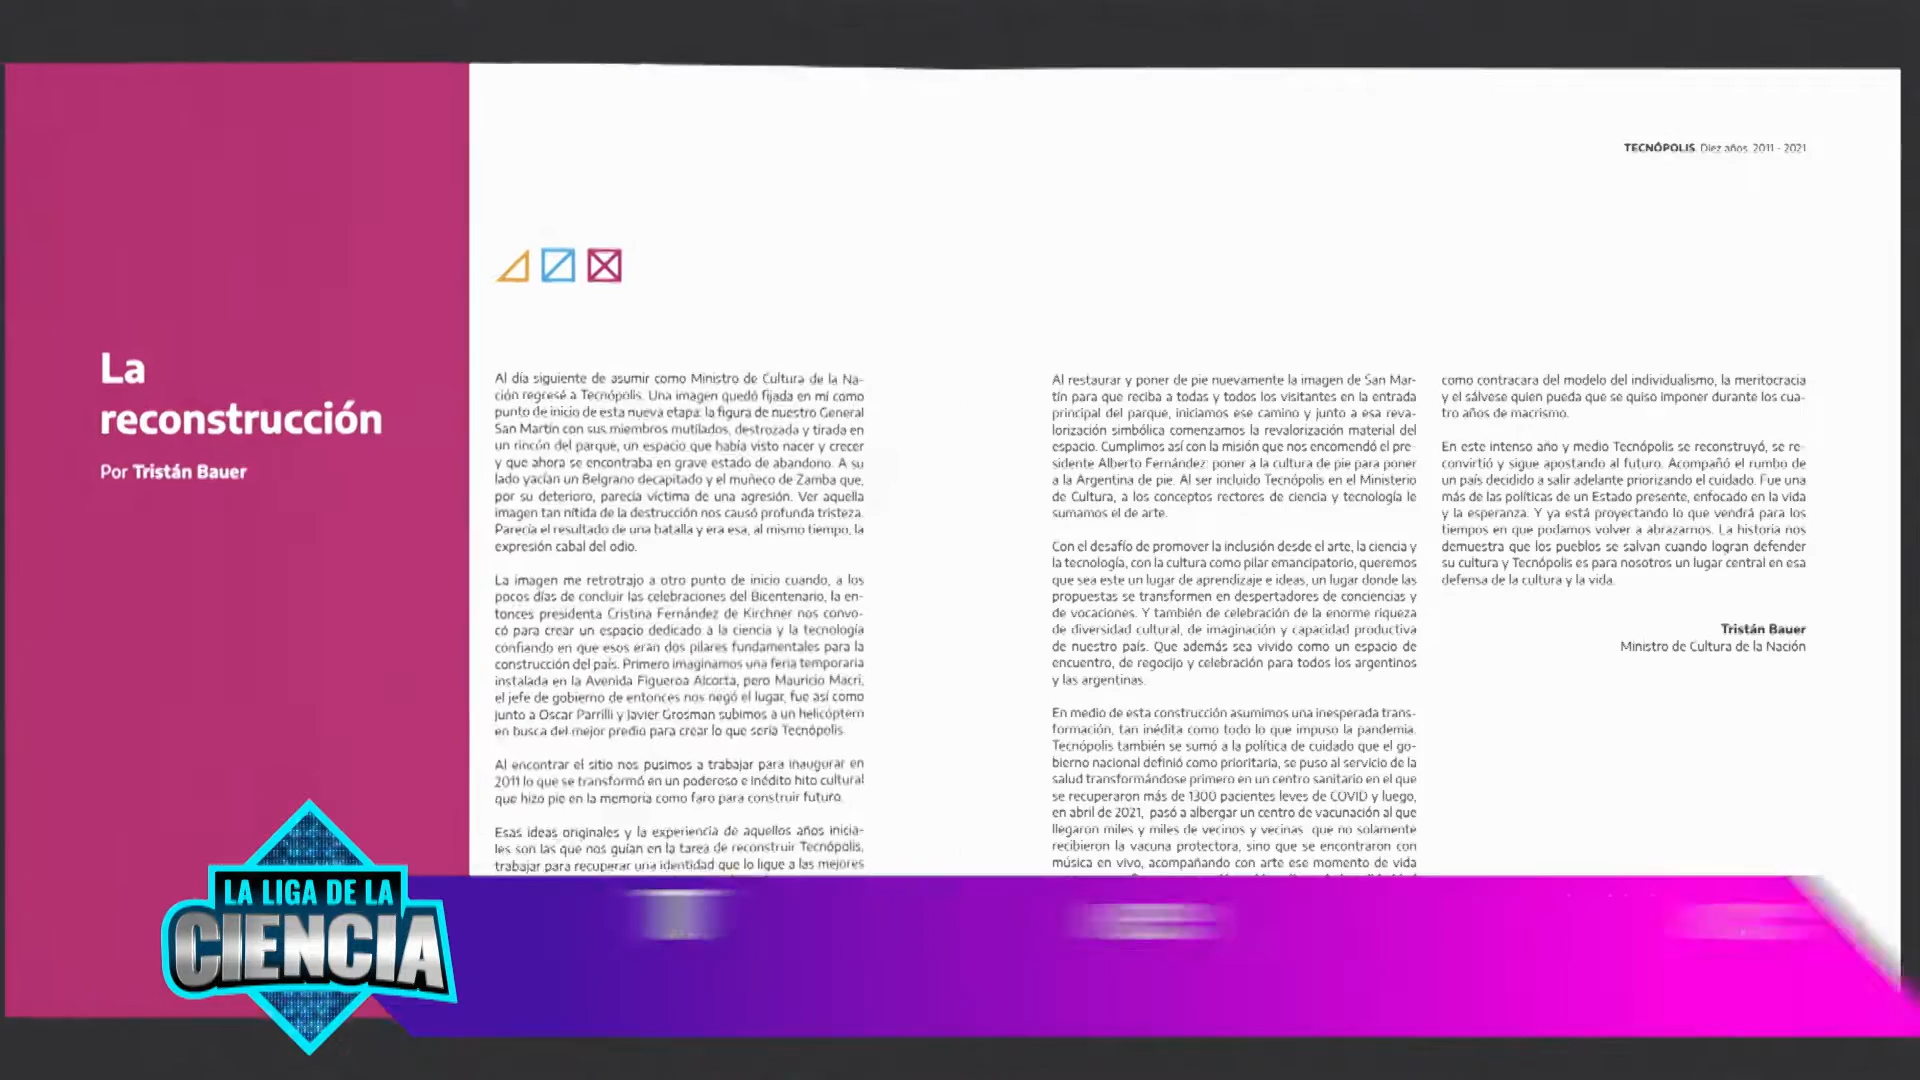 La
reconstrucción
Por Tristán Bauer
TECNÓPOLIS. Diez años. 2011 - 2021
Al día siguiente de asumir como Ministro de Cultura de la Na-
ción regresé a Tecnópolis. Una imagen quedó fijada en mí como
punto de inicio de esta nueva etapa: la figura de nuestro General
San Martín con sus miembros mutilados, destrozada y tirada en
un rincón del parque, un espacio que había visto nacer y crecer
y que ahora se encontraba en grave estado de abandono. A su
lado yacían un Belgrano decapitado y el muñeco de Zamba que,
por su deterioro, parecía víctima de una agresión. Ver aquella
imagen tan nítida de la destrucción nos causó profunda tristeza.
Parecía el resultado de una batalla y era esa, al mismo tiempo, la
expresión cabal del odio.
La imagen me retrotrajo a otro punto de inicio cuando, a los
pocos días de concluir las celebraciones del Bicentenario, la en-
tonces presidenta Cristina Fernández de Kirchner nos convo-
có para crear un espacio dedicado a la ciencia y la tecnología
confiando en que esos eran dos pilares fundamentales para la
construcción del país. Primero imaginamos una feria temporaria
instalada en la Avenida Figueroa Alcorta, pero Mauricio Macri,
el jefe de gobierno de entonces nos negó el lugar, fue así como
junto a Oscar Parrilli y Javier Grosman subimos a un helicóptero
en busca del mejor predio para crear lo que sería Tecnópolis.
Al encontrar el sitio nos pusimos a trabajar para inaugurar en
2011 lo que se transformó en un poderoso e inédito hito cultural
que hizo pie en la memoria como faro para construir futuro.
Esas ideas originales y la experiencia de aquellos años inicia-
les son las que nos guían en la tarea de reconstruir Tecnópolis,
trabajar para recuperar una identidad que lo ligue a las mejores
Al restaurar y poner de pie nuevamente la imagen de San Mar-
tín para que reciba a todas y todos los visitantes en la entrada
principal del parque, iniciamos ese camino y junto a esa reva-
lorización simbólica comenzamos la revalorización material del
espacio. Cumplimos así con la misión que nos encomendó el pre-
sidente Alberto Fernández: poner a la cultura de pie para poner
a la Argentina de pie. Al ser incluido Tecnópolis en el Ministerio
de Cultura, a los conceptos rectores de ciencia y tecnología le
sumamos el de arte.
Con el desafío de promover la inclusión desde el arte, la ciencia y
la tecnología, con la cultura como pilar emancipatorio, queremos
que sea este un lugar de aprendizaje e ideas, un lugar donde las
propuestas se transformen en despertadores de conciencias y
de vocaciones. Y también de celebración de la enorme riqueza
de diversidad cultural, de imaginación y capacidad productiva
de nuestro país. Que además sea vivido como un espacio de
encuentro, de regocijo y celebración para todos los argentinos
y las argentinas.
En medio de esta construcción asumimos una inesperada trans-
formación, tan inédita como todo lo que impuso la pandemia.
Tecnópolis también se sumó a la política de cuidado que el go-
bierno nacional definió como prioritaria, se puso al servicio de la
salud transformándose primero en un centro sanitario en el que
se recuperaron más de 1300 pacientes leves de COVID y luego,
en abril de 2021, pasó a albergar un centro de vacunación al que
llegaron miles y miles de vecinos y vecinas que no solamente
recibieron la vacuna protectora, sino que se encontraron con
música en vivo, acompañando con arte ese momento de vida
como contracara del modelo del individualismo, la meritocracia
y el sálvese quien pueda que se quiso imponer durante los cua-
tro años de macrismo.
En este intenso año y medio Tecnópolis se reconstruyó, se re-
convirtió y sigue apostando al futuro. Acompañó el rumbo de
un país decidido a salir adelante priorizando el cuidado. Fue una
más de las políticas de un Estado presente, enfocado en la vida
y la esperanza. Y ya está proyectando lo que vendrá para los
tiempos en que podamos volver a abrazarnos. La historia nos
demuestra que los pueblos se salvan cuando logran defender
su cultura y Tecnópolis es para nosotros un lugar central en esa
defensa de la cultura y la vida.
Tristán Bauer
Ministro de Cultura de la Nación
LA LIGA DE LA
CIENCIA